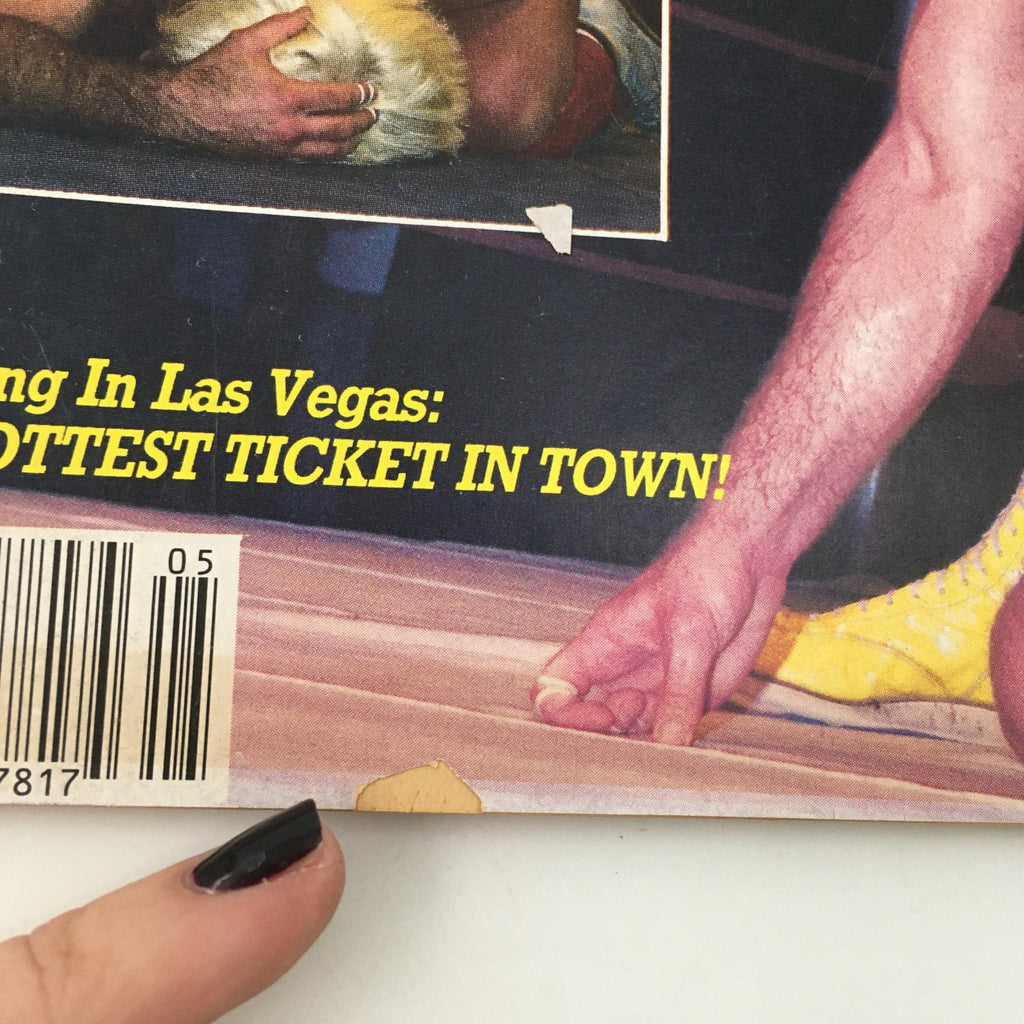 ng In Las Vegas:
OTTEST TICKET IN TOWN!
05
7817